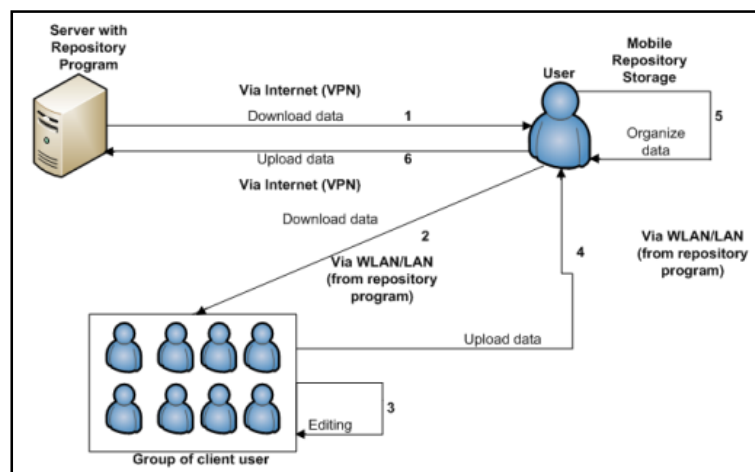 Server with
Repository
Program
Mobile
Repository
Storage
User
Via Internet (VPN)
Download data 1
5
Organize
data
Upload data 6
Via Internet (VPN)
Download data
2
4
Via WLAN/LAN
(from repository
program)
Via WLAN/LAN
(from repository
program)
Upload data
3
Editing
Group of client user